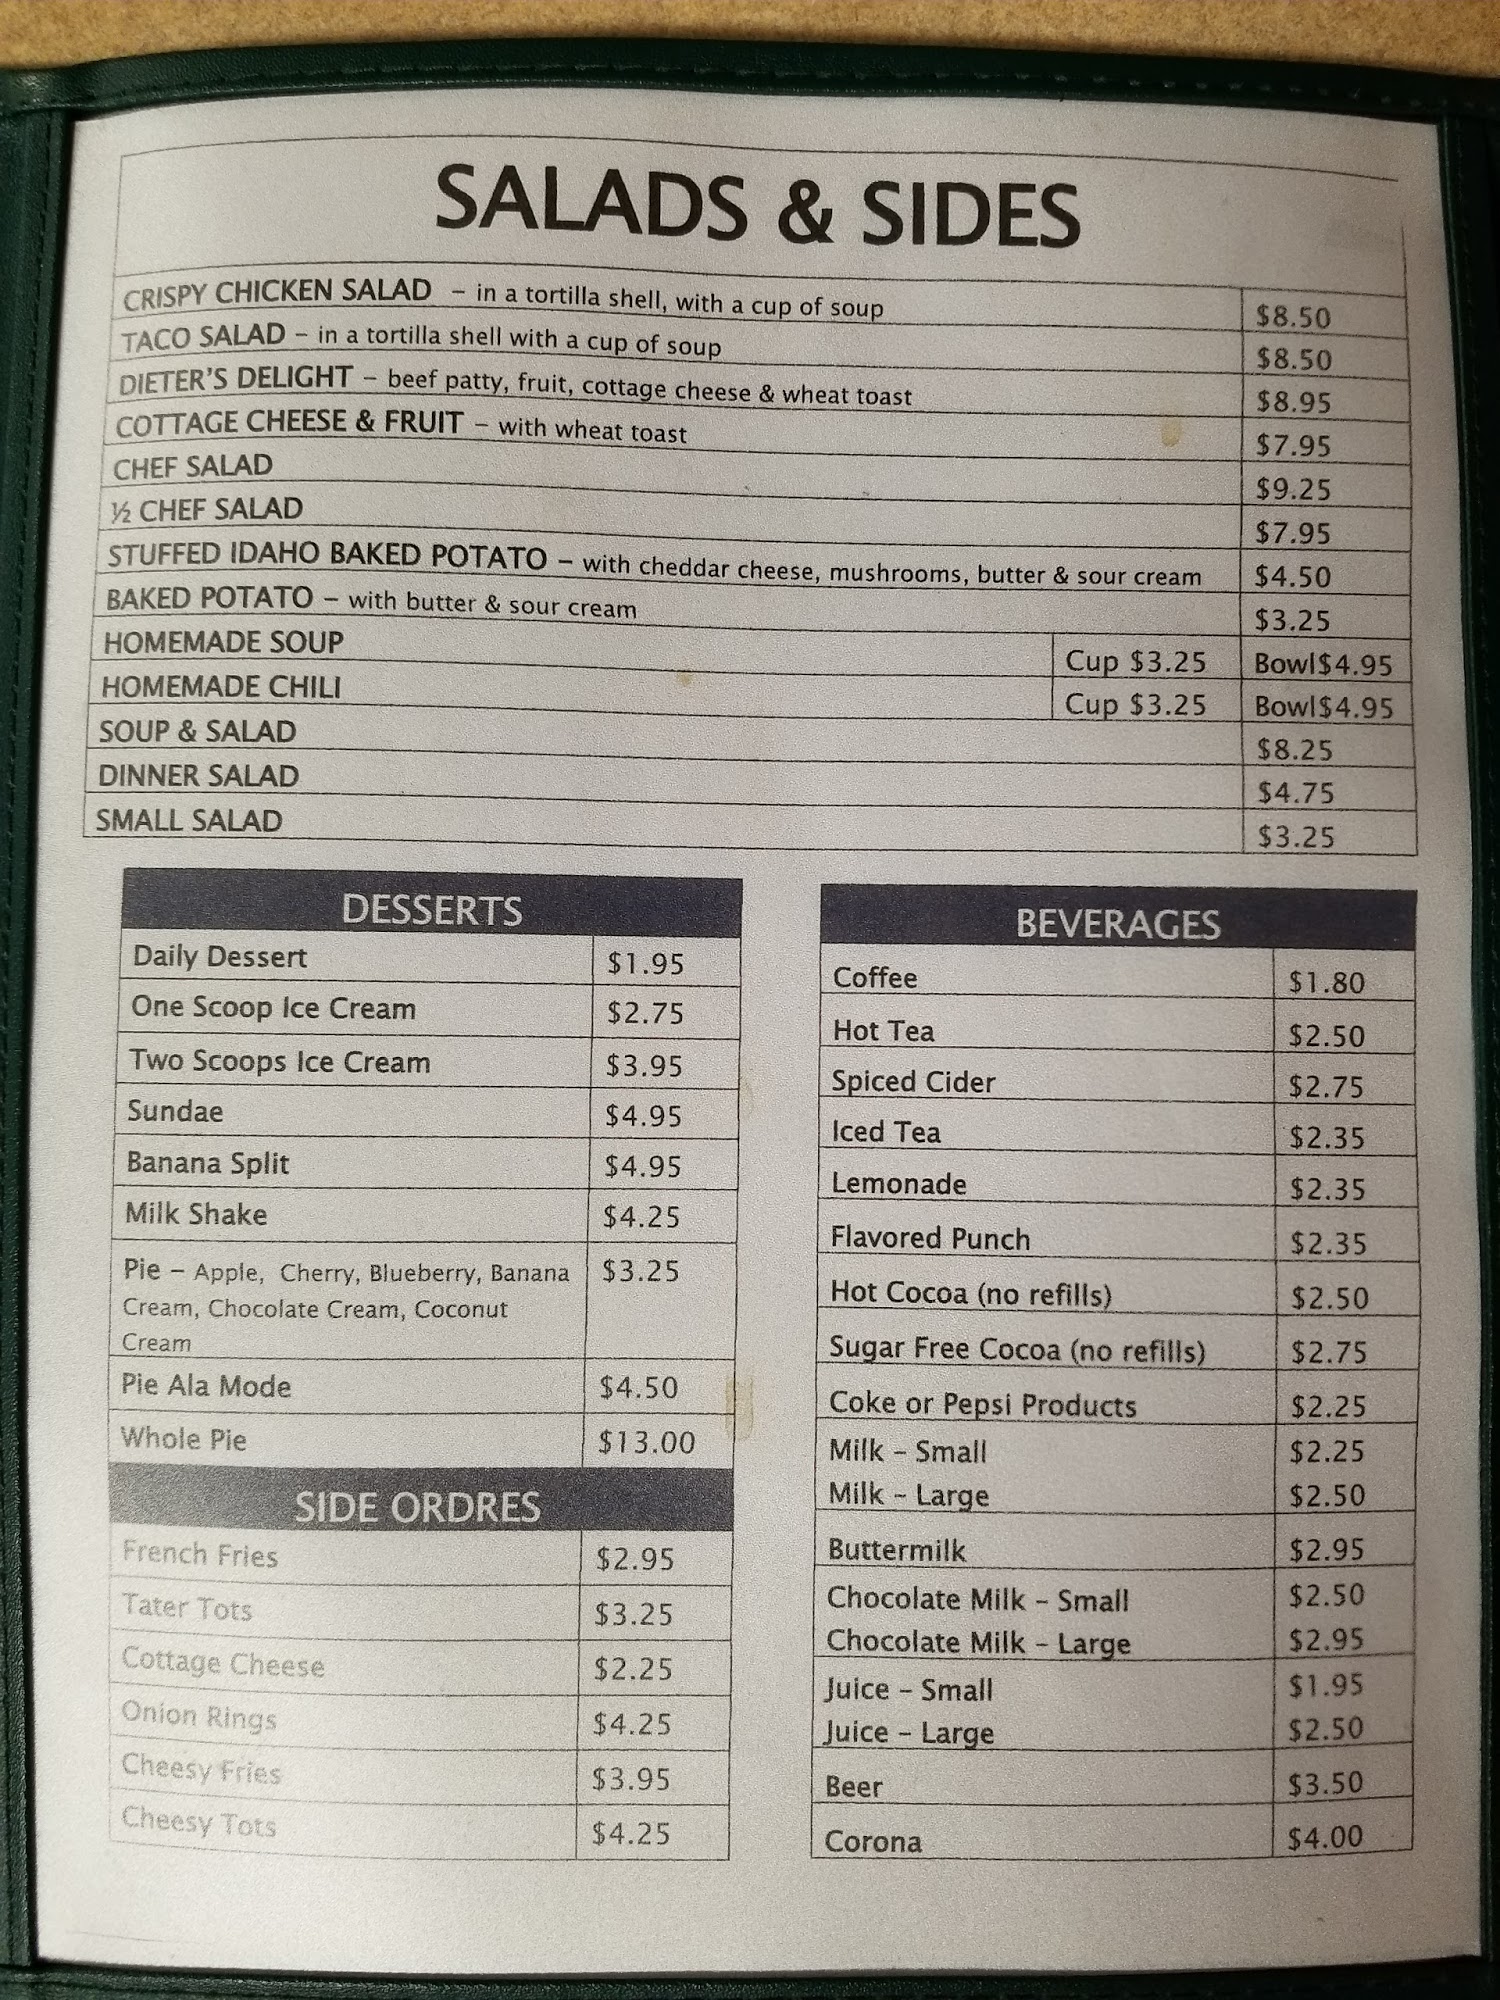 SALADS & SIDES
CRISPY CHICKEN SALAD – in a tortilla shell, with a cup of soup $8.50
TACO SALAD – in a tortilla shell with a cup of soup $8.50
DIETER'S DELIGHT – beef patty, fruit, cottage cheese & wheat toast $8.95
COTTAGE CHEESE & FRUIT – with wheat toast $7.95
CHEF SALAD $9.25
½ CHEF SALAD $7.95
STUFFED IDAHO BAKED POTATO – with cheddar cheese, mushrooms, butter & sour cream $4.50
BAKED POTATO – with butter & sour cream $3.25
HOMEMADE SOUP Cup $3.25 Bowl$4.95
HOMEMADE CHILI Cup $3.25 Bowl$4.95
SOUP & SALAD $8.25
DINNER SALAD $4.75
SMALL SALAD $3.25
DESSERTS
Daily Dessert $1.95
One Scoop Ice Cream $2.75
Two Scoops Ice Cream $3.95
Sundae $4.95
Banana Split $4.95
Milk Shake $4.25
Pie – Apple, Cherry, Blueberry, Banana $3.25
Cream, Chocolate Cream, Coconut
Cream
Pie Ala Mode $4.50
Whole Pie $13.00
SIDE ORDRES
French Fries $2.95
Tater Tots $3.25
Cottage Cheese $2.25
Onion Rings $4.25
Cheesy Fries $3.95
Cheesy Tots $4.25
BEVERAGES
Coffee $1.80
Hot Tea $2.50
Spiced Cider $2.75
Iced Tea $2.35
Lemonade $2.35
Flavored Punch $2.35
Hot Cocoa (no refills) $2.50
Sugar Free Cocoa (no refills) $2.75
Coke or Pepsi Products $2.25
Milk – Small $2.25
Milk – Large $2.50
Buttermilk $2.95
Chocolate Milk – Small $2.50
Chocolate Milk – Large $2.95
Juice – Small $1.95
Juice – Large $2.50
Beer $3.50
Corona $4.00